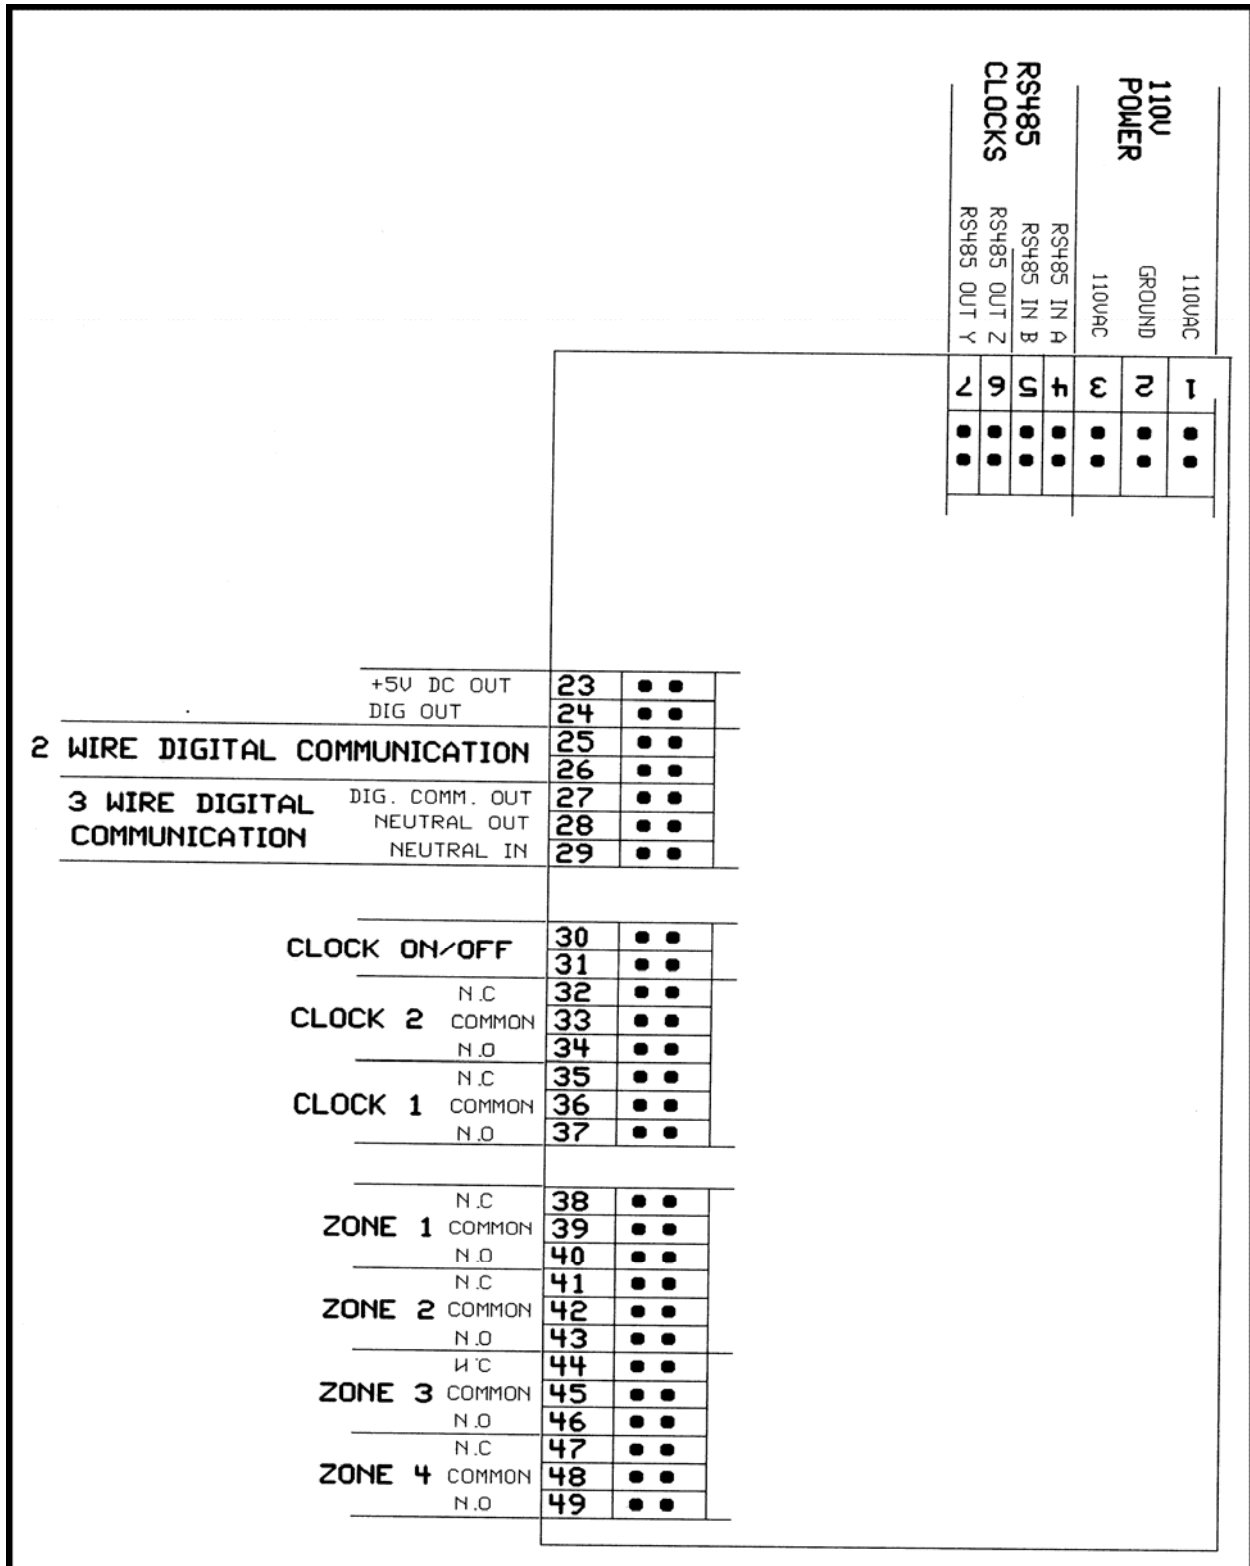 110V
POWER
RS485
CLOCKS
110VAC
GROUND
110VAC
RS485 IN A
RS485 IN B
RS485 OUT Z
RS485 OUT Y
7 6 5 4 3 2 1
+5V DC OUT 23
DIG OUT 24
2 WIRE DIGITAL COMMUNICATION
25
26
3 WIRE DIGITAL
COMMUNICATION
DIG. COMM. OUT 27
NEUTRAL OUT 28
NEUTRAL IN 29
CLOCK ON/OFF
30
31
N.C 32
CLOCK 2 COMMON 33
N.O 34
N.C 35
CLOCK 1 COMMON 36
N.O 37
N.C 38
ZONE 1 COMMON 39
N.O 40
N.C 41
ZONE 2 COMMON 42
N.O 43
N.C 44
ZONE 3 COMMON 45
N.O 46
N.C 47
ZONE 4 COMMON 48
N.O 49